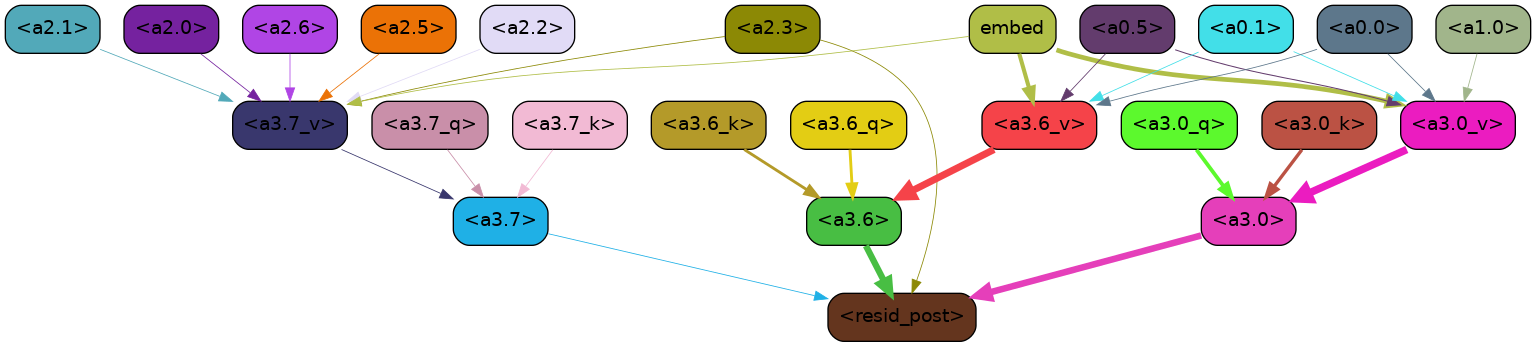 <a2.1> <a2.0> <a2.6> <a2.5> <a2.2> <a2.3> embed <a0.5> <a0.1> <a0.0> <a1.0>
<a3.7_v> <a3.7_q> <a3.7_k> <a3.6_k> <a3.6_q> <a3.6_v> <a3.0_q> <a3.0_k> <a3.0_v>
<a3.7> <a3.6> <a3.0>
<resid_post>